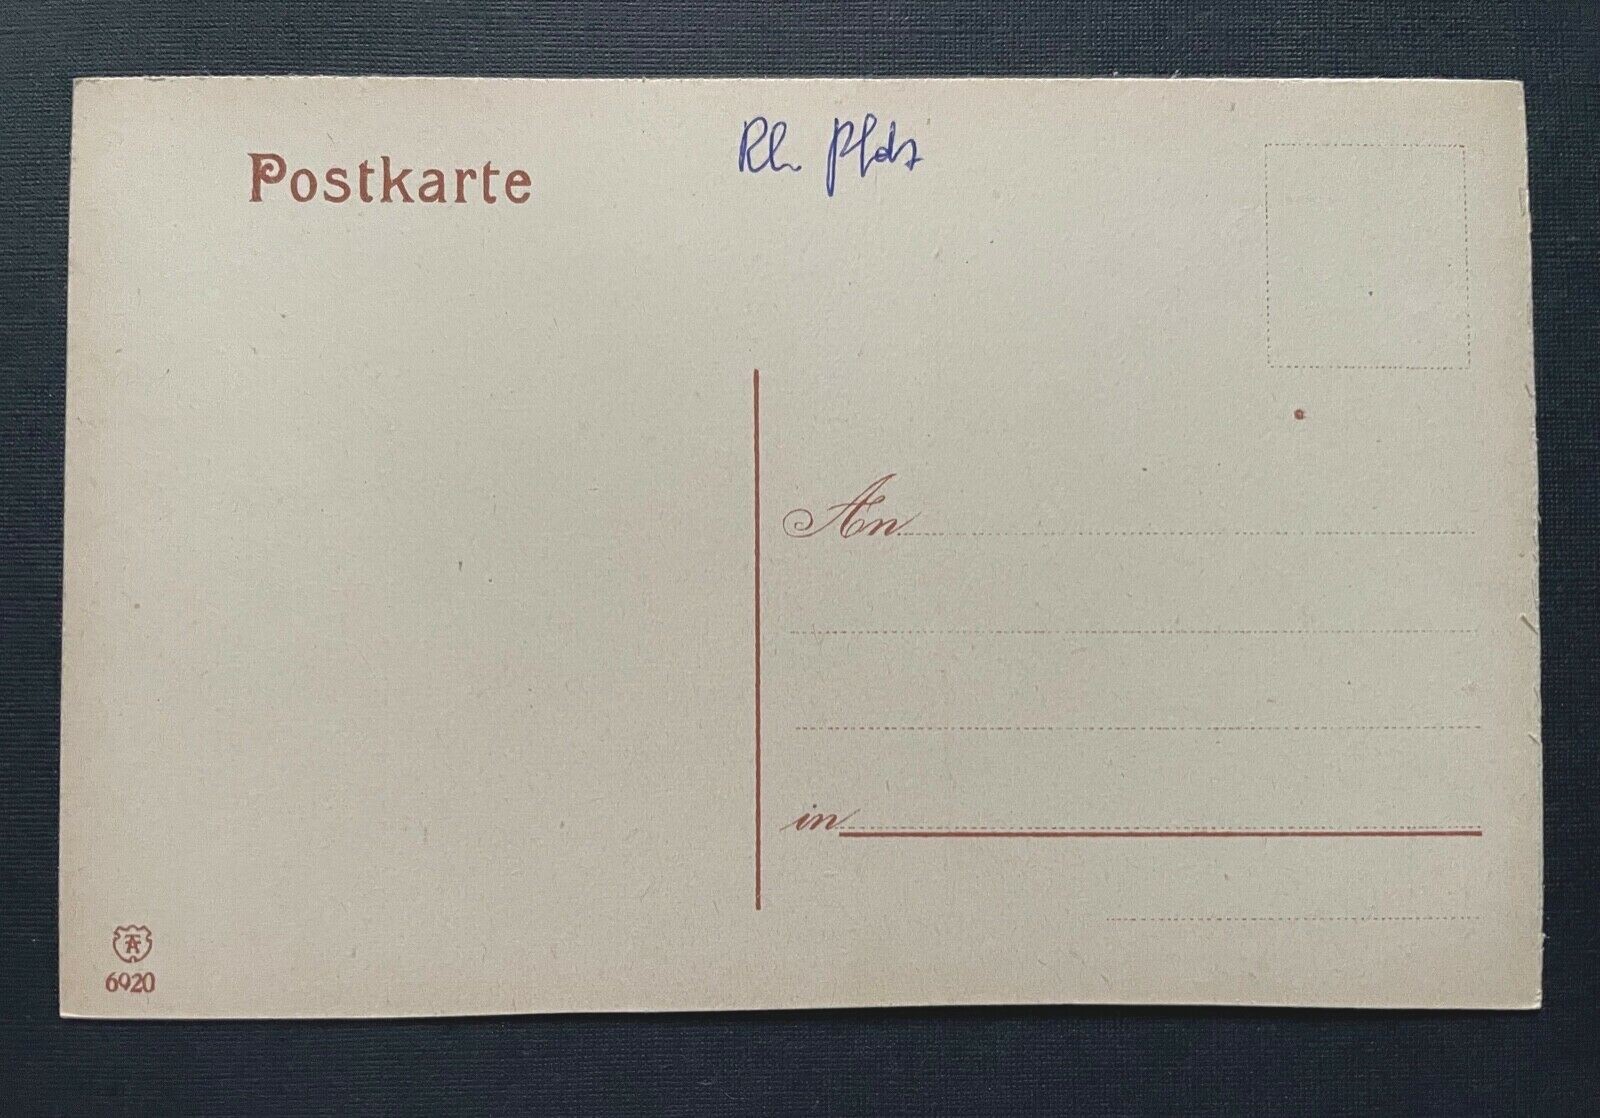 Postkarte
Rh. Pfalz
An
in
6920